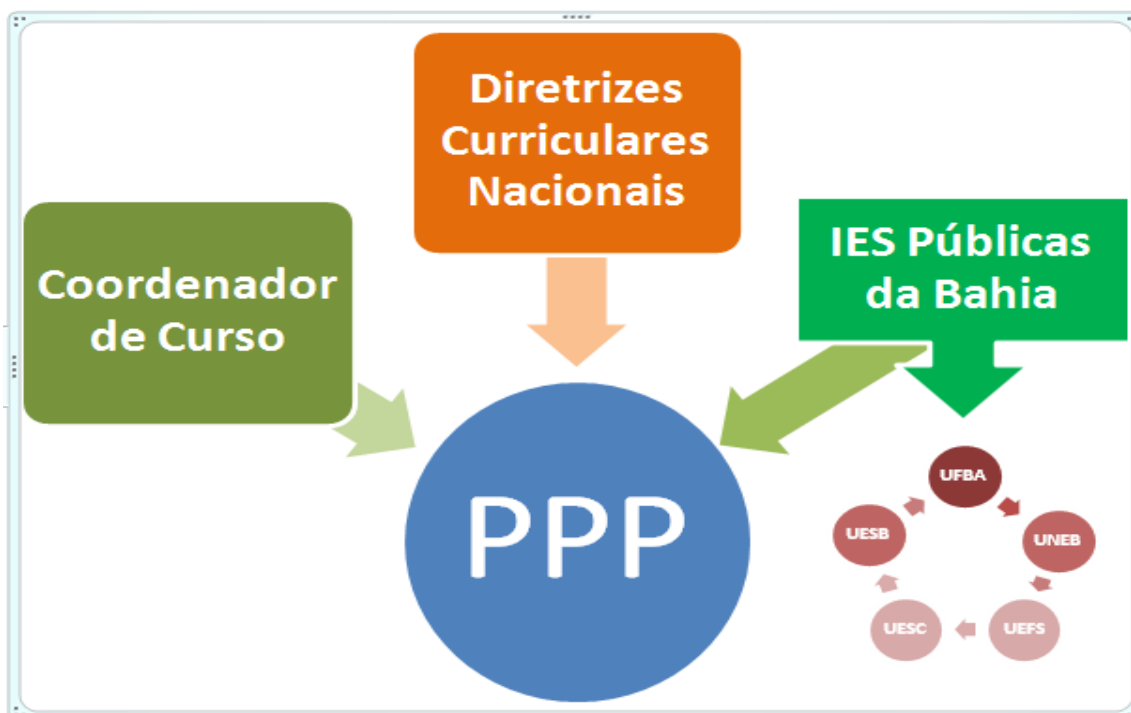 Diretrizes
Curriculares
Nacionais
Coordenador
de Curso
IES Públicas
da Bahia
PPP
UFBA
UNEB
UEFS
UESC
UESB